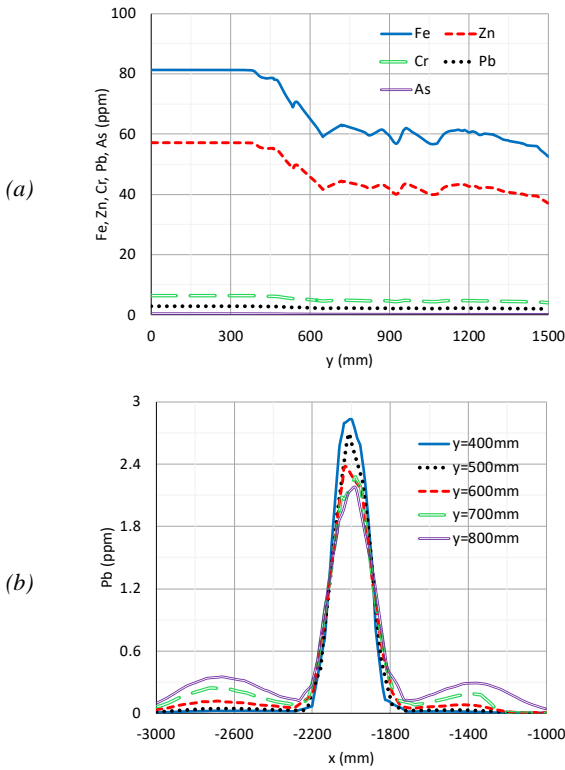 (a)
Fe, Zn, Cr, Pb, As (ppm)
100
80
60
40
20
0
Fe Zn
Cr Pb
As
0 300 600 900 1200 1500
y (mm)
(b)
Pb (ppm)
3
2.4
1.8
1.2
0.6
0
y=400mm
y=500mm
y=600mm
y=700mm
y=800mm
-3000 -2600 -2200 -1800 -1400 -1000
x (mm)